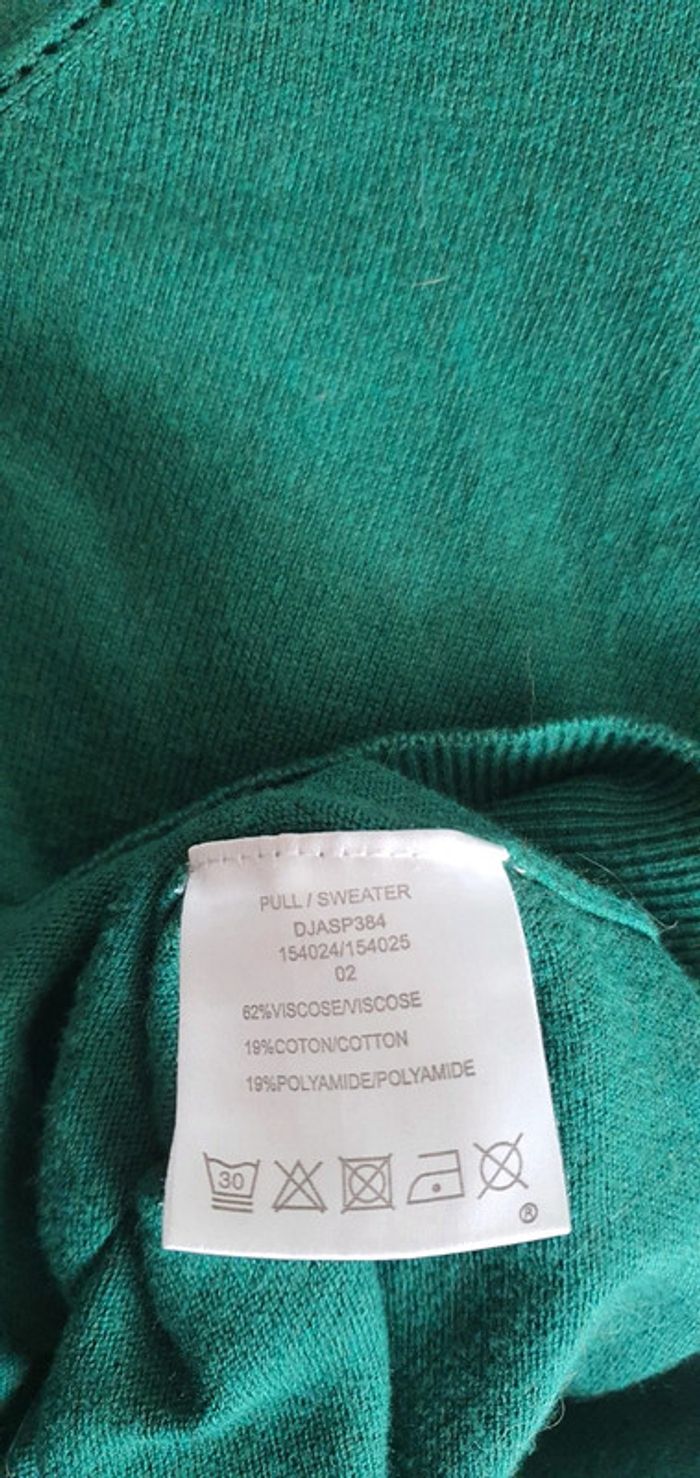 PULL / SWEATER
DJASP384
154024/154025
02
62%VISCOSE/VISCOSE
19%COTON/COTTON
19%POLYAMIDE/POLYAMIDE
30
®